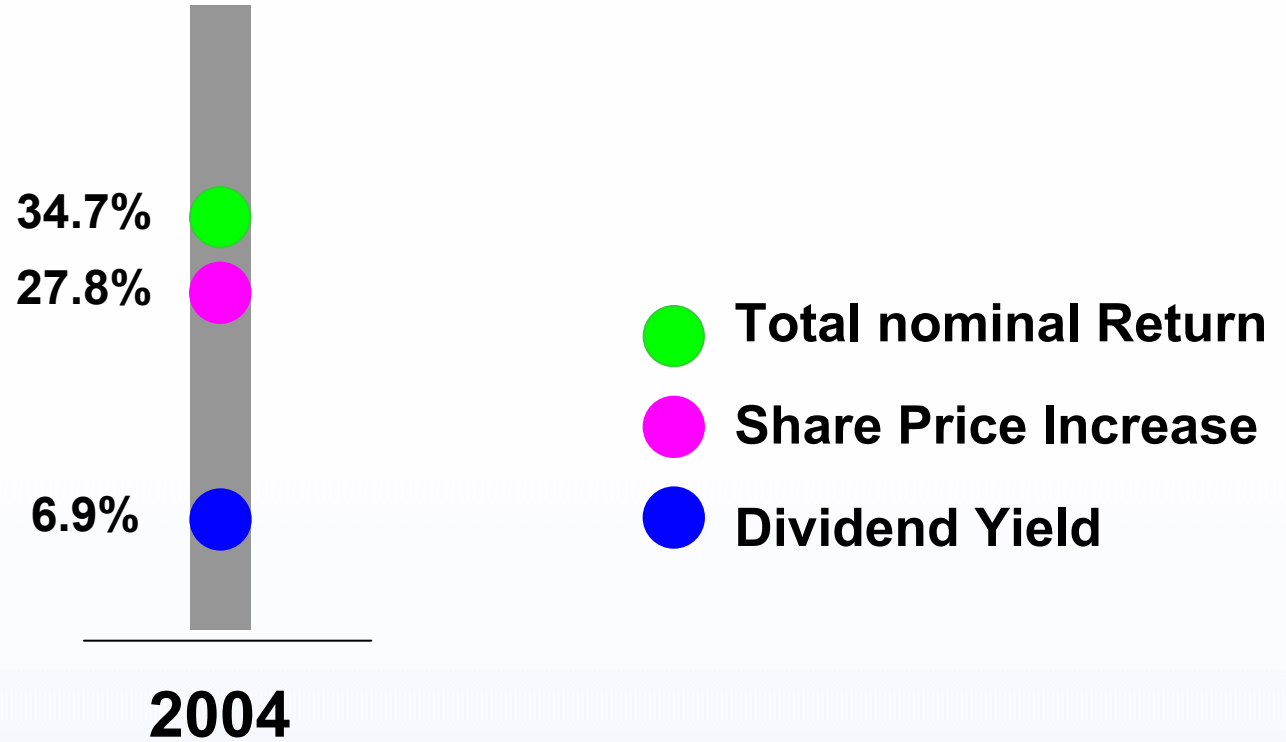 34.7%
27.8%
6.9%
2004
Total nominal Return
Share Price Increase
Dividend Yield